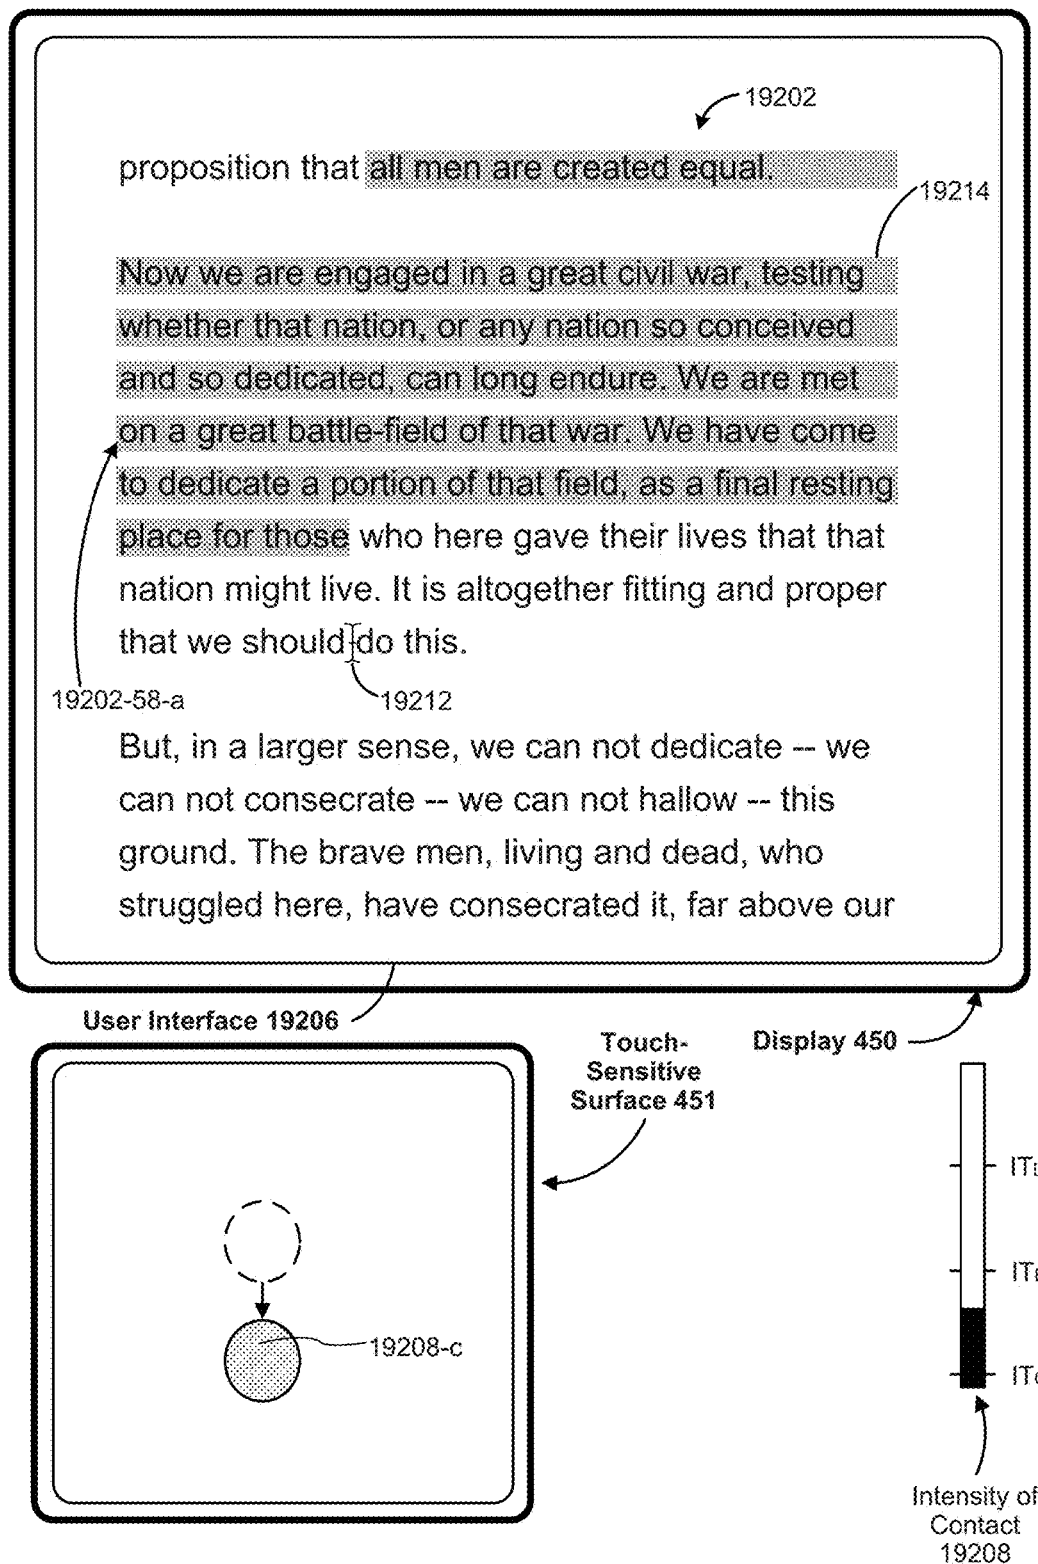 19202
proposition that all men are created equal.
19214
Now we are engaged in a great civil war, testing
whether that nation, or any nation so conceived
and so dedicated, can long endure. We are met
on a great battle-field of that war. We have come
to dedicate a portion of that field, as a final resting
place for those who here gave their lives that that
nation might live. It is altogether fitting and proper
that we should do this.
19202-58-a
19212
But, in a larger sense, we can not dedicate -- we
can not consecrate -- we can not hallow -- this
ground. The brave men, living and dead, who
struggled here, have consecrated it, far above our
User Interface 19206
Display 450
Touch-
Sensitive
Surface 451
19208-c
Intensity of
Contact
19208